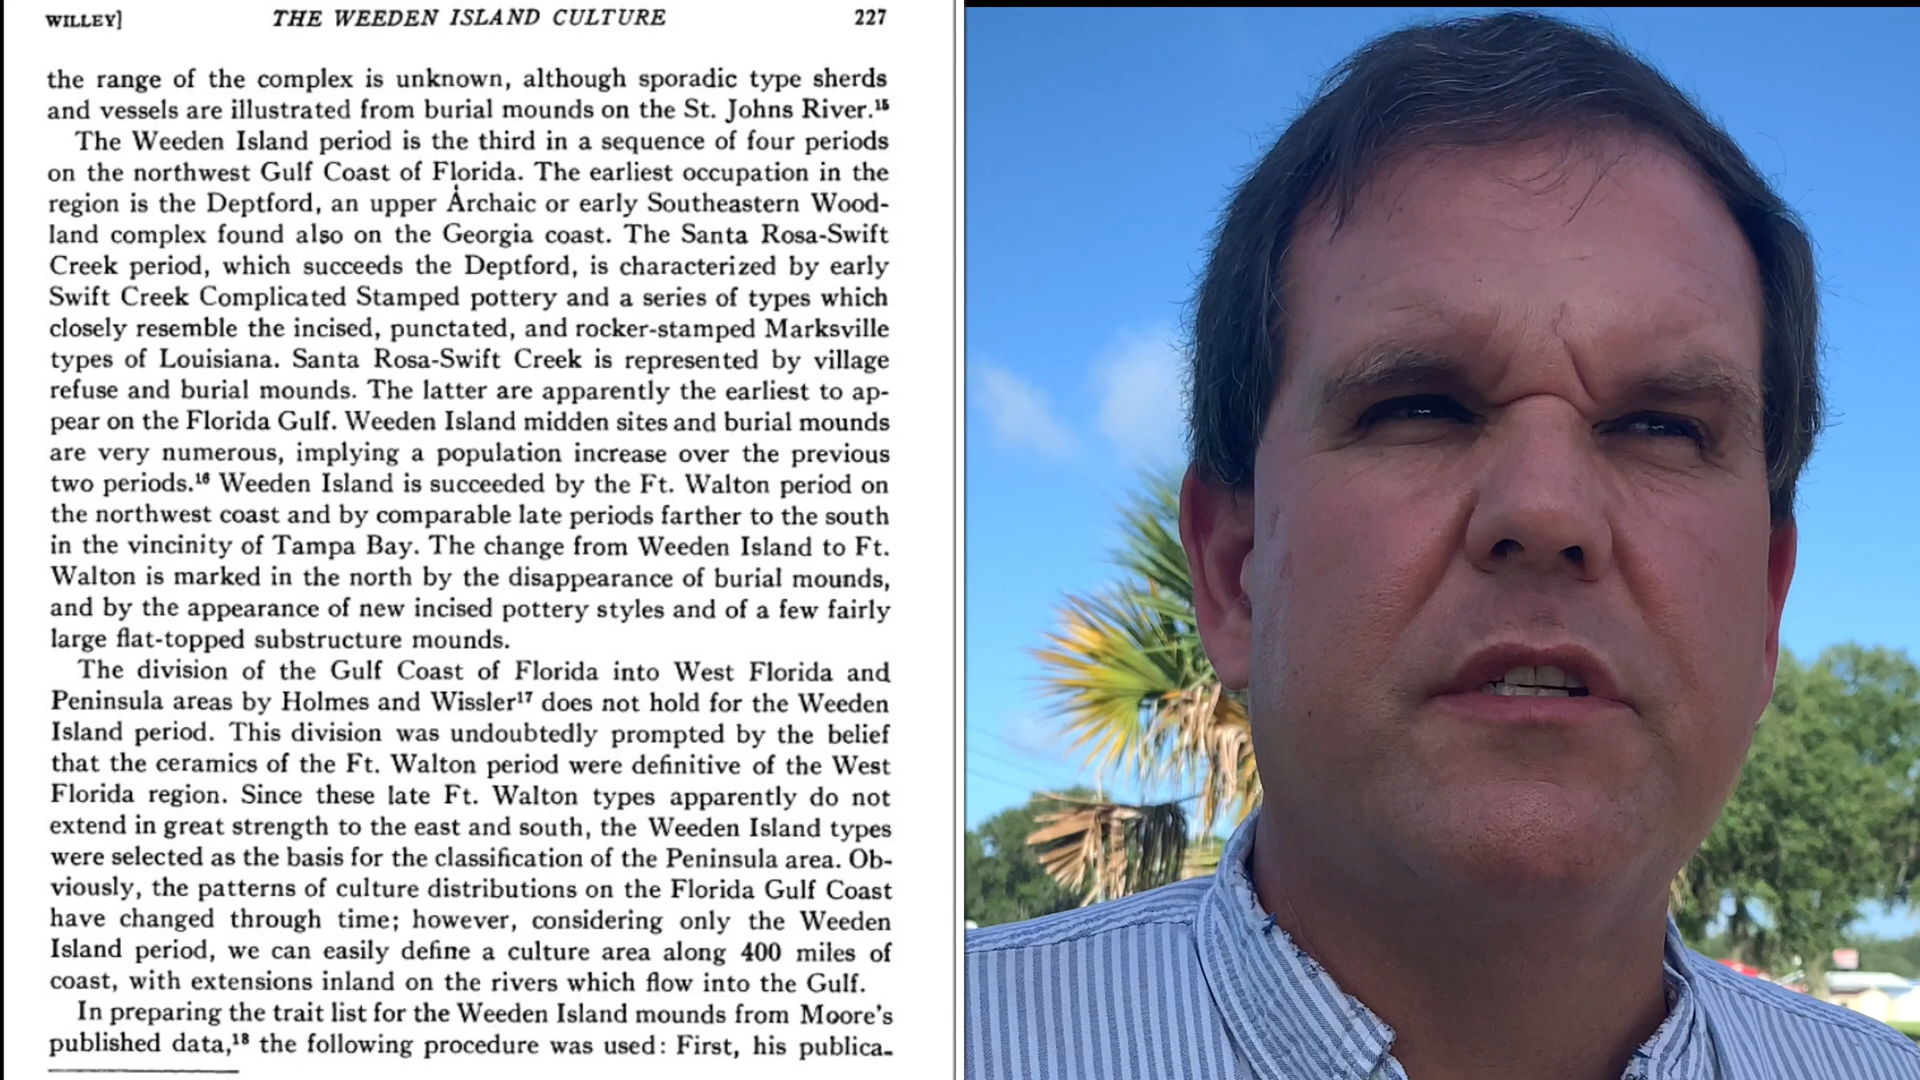 WILLEY] THE WEEDEN ISLAND CULTURE 227
the range of the complex is unknown, although sporadic type sherds
and vessels are illustrated from burial mounds on the St. Johns River.¹⁵
The Weeden Island period is the third in a sequence of four periods
on the northwest Gulf Coast of Florida. The earliest occupation in the
region is the Deptford, an upper Archaic or early Southeastern Wood-
land complex found also on the Georgia coast. The Santa Rosa-Swift
Creek period, which succeeds the Deptford, is characterized by early
Swift Creek Complicated Stamped pottery and a series of types which
closely resemble the incised, punctated, and rocker-stamped Marksville
types of Louisiana. Santa Rosa-Swift Creek is represented by village
refuse and burial mounds. The latter are apparently the earliest to ap-
pear on the Florida Gulf. Weeden Island midden sites and burial mounds
are very numerous, implying a population increase over the previous
two periods.¹⁶ Weeden Island is succeeded by the Ft. Walton period on
the northwest coast and by comparable late periods farther to the south
in the vincinity of Tampa Bay. The change from Weeden Island to Ft.
Walton is marked in the north by the disappearance of burial mounds,
and by the appearance of new incised pottery styles and of a few fairly
large flat-topped substructure mounds.
The division of the Gulf Coast of Florida into West Florida and
Peninsula areas by Holmes and Wissler¹⁷ does not hold for the Weeden
Island period. This division was undoubtedly prompted by the belief
that the ceramics of the Ft. Walton period were definitive of the West
Florida region. Since these late Ft. Walton types apparently do not
extend in great strength to the east and south, the Weeden Island types
were selected as the basis for the classification of the Peninsula area. Ob-
viously, the patterns of culture distributions on the Florida Gulf Coast
have changed through time; however, considering only the Weeden
Island period, we can easily define a culture area along 400 miles of
coast, with extensions inland on the rivers which flow into the Gulf.
In preparing the trait list for the Weeden Island mounds from Moore's
published data,¹⁸ the following procedure was used: First, his publica-